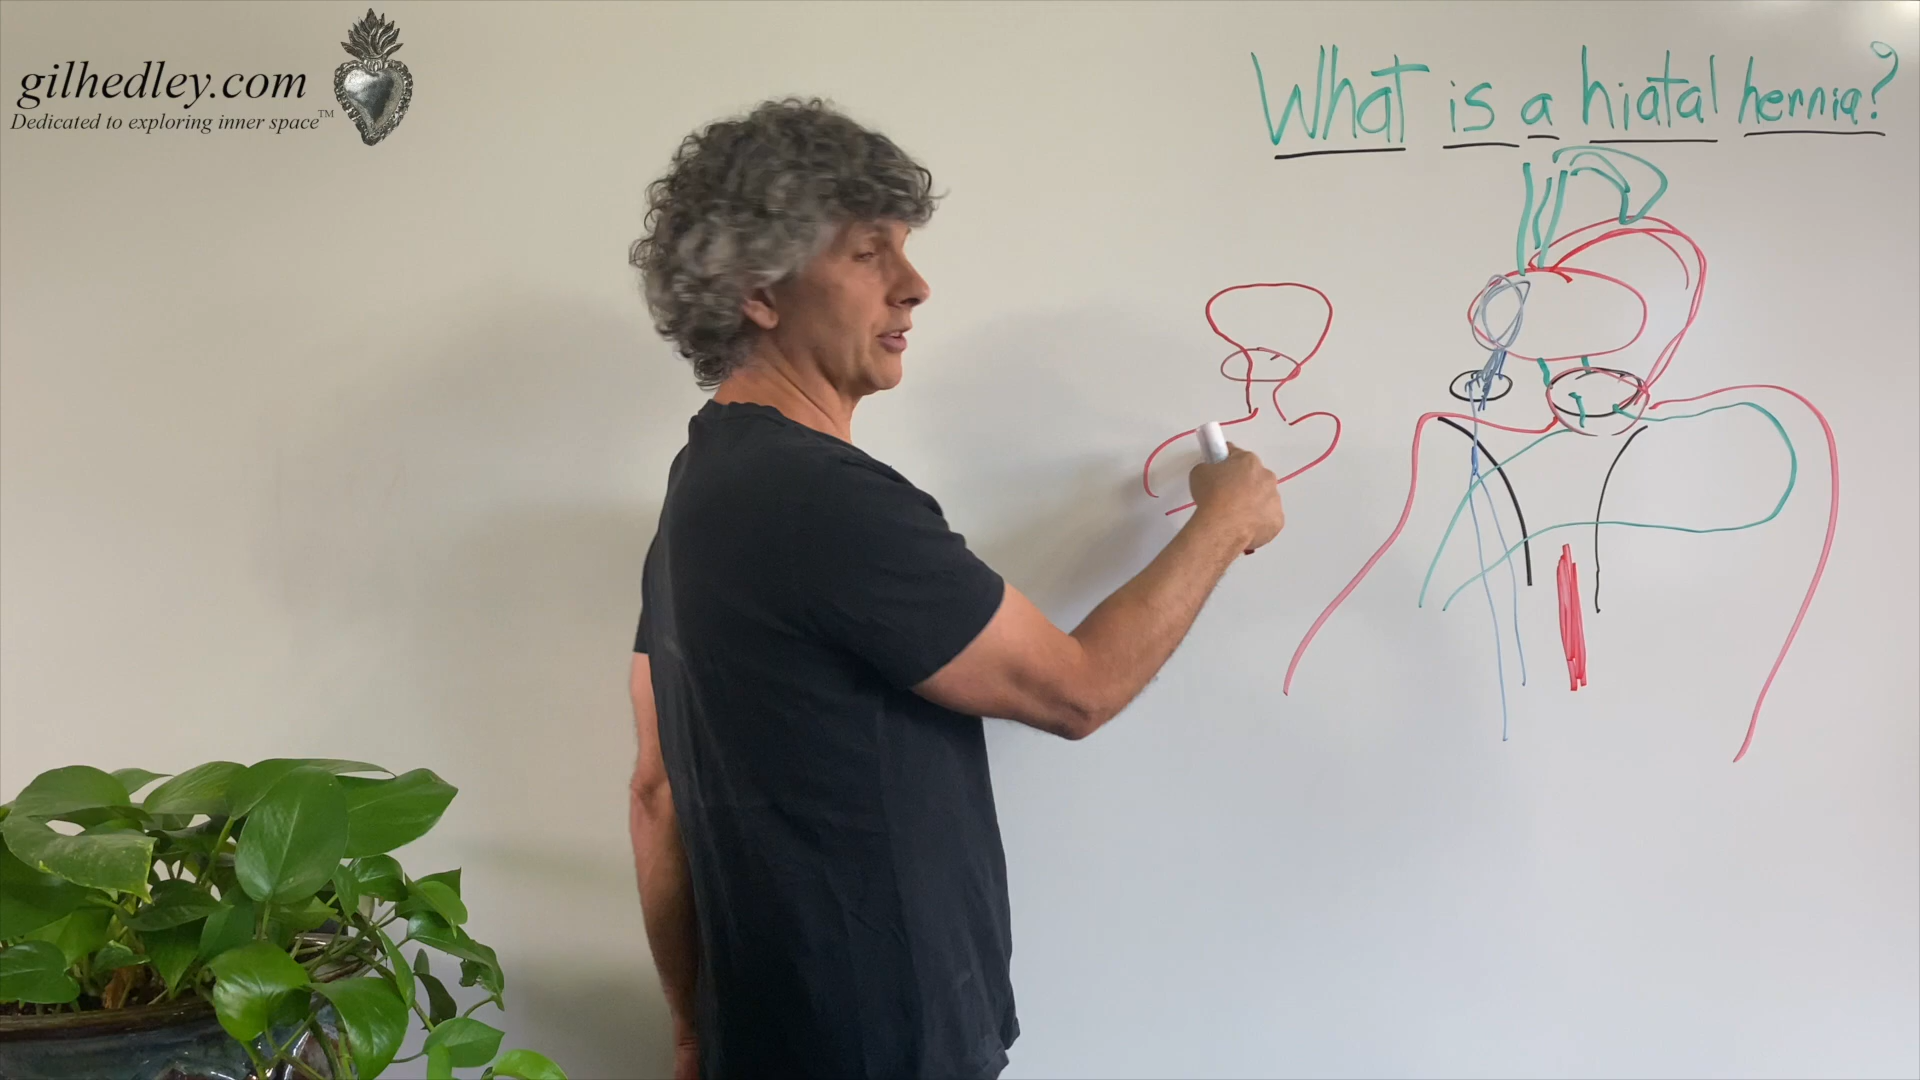 gilhedley.com
Dedicated to exploring inner space™
What is a hiatal hernia?